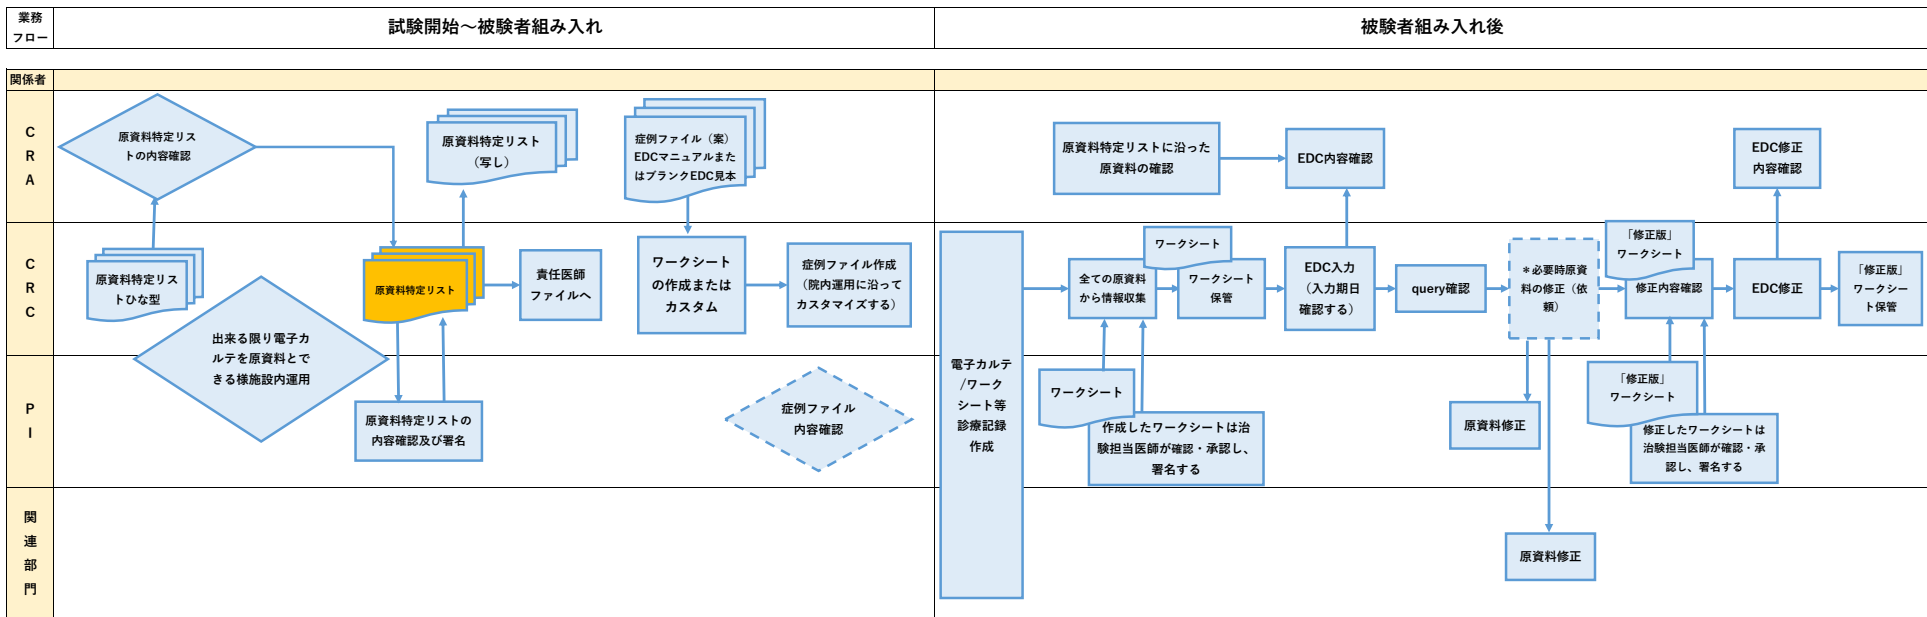 業務
フロー
試験開始～被験者組み入れ
被験者組み入れ後
関係者
C
R
A
原資料特定リス
トの内容確認
原資料特定リスト
（写し）
症例ファイル（案）
EDCマニュアルまた
はブランクEDC見本
原資料特定リストに沿った
原資料の確認
EDC内容確認
EDC修正
内容確認
C
R
C
原資料特定リス
トひな型
原資料特定リスト
責任医師
ファイルへ
ワークシート
の作成または
カスタム
症例ファイル作成
（院内運用に沿って
カスタマイズする）
出来る限り電子カ
ルテを原資料とで
きる様施設内運用
電子カルテ
/ワーク
シート等
診療記録
作成
全ての原資料
から情報収集
ワークシート
ワークシート
保管
EDC入力
（入力期日
確認する）
query確認
＊必要時原資
料の修正（依
頼）
「修正版」
ワークシート
修正内容確認
EDC修正
「修正版」
ワークシー
ト保管
P
I
原資料特定リストの
内容確認及び署名
症例ファイル
内容確認
ワークシート
作成したワークシートは治
験担当医師が確認・承認し、
署名する
原資料修正
「修正版」
ワークシート
修正したワークシートは
治験担当医師が確認・承
認し、署名する
関
連
部
門
原資料修正